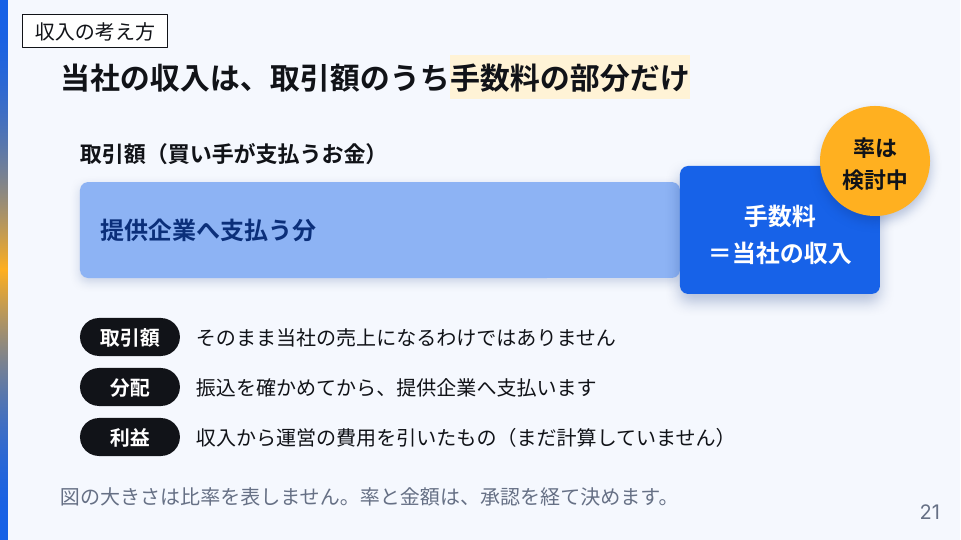 収入の考え方
当社の収入は、取引額のうち手数料の部分だけ
取引額（買い手が支払うお金）
率は
検討中
提供企業へ支払う分
手数料
＝当社の収入
取引額 そのまま当社の売上になるわけではありません
分配 振込を確かめてから、提供企業へ支払います
利益 収入から運営の費用を引いたもの（まだ計算していません）
図の大きさは比率を表しません。率と金額は、承認を経て決めます。
21